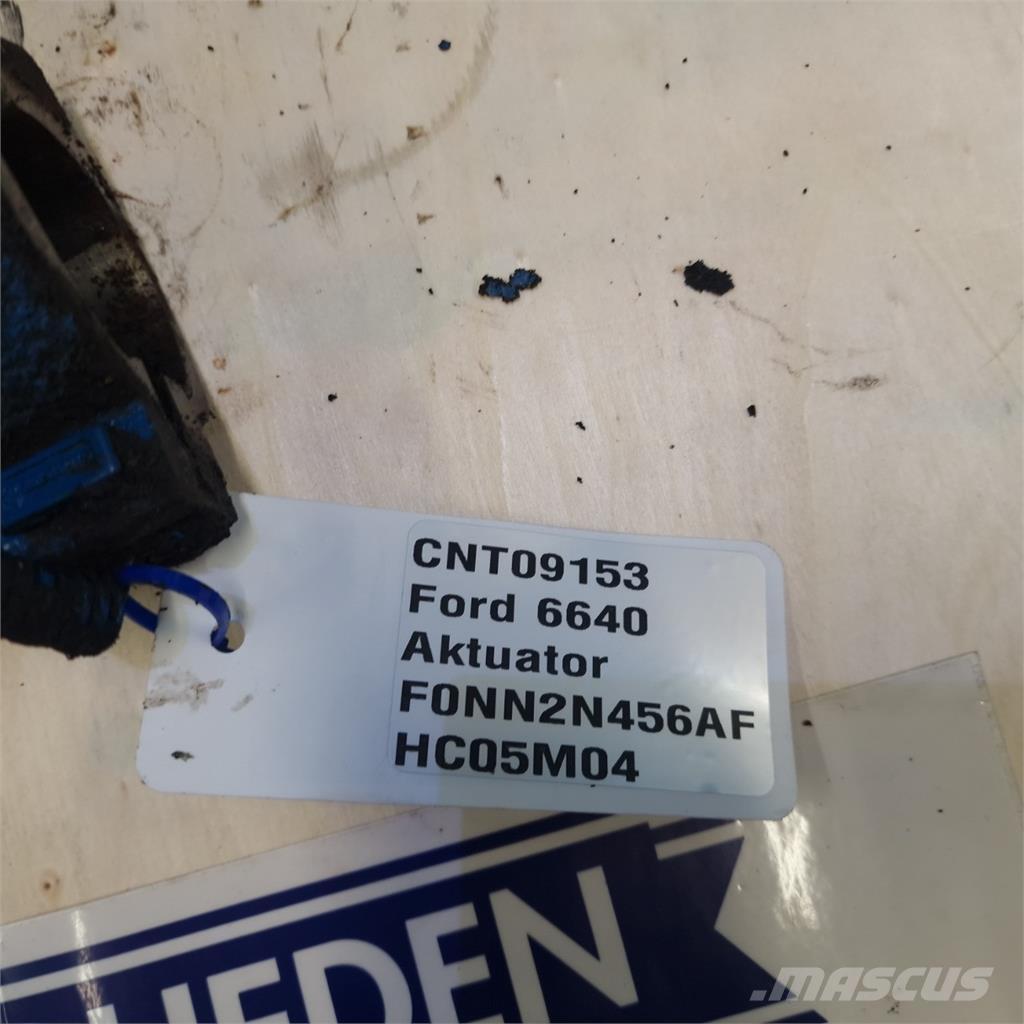 CNT09153
Ford 6640
Aktuator
F0NN2N456AF
HC05M04
MASCUS